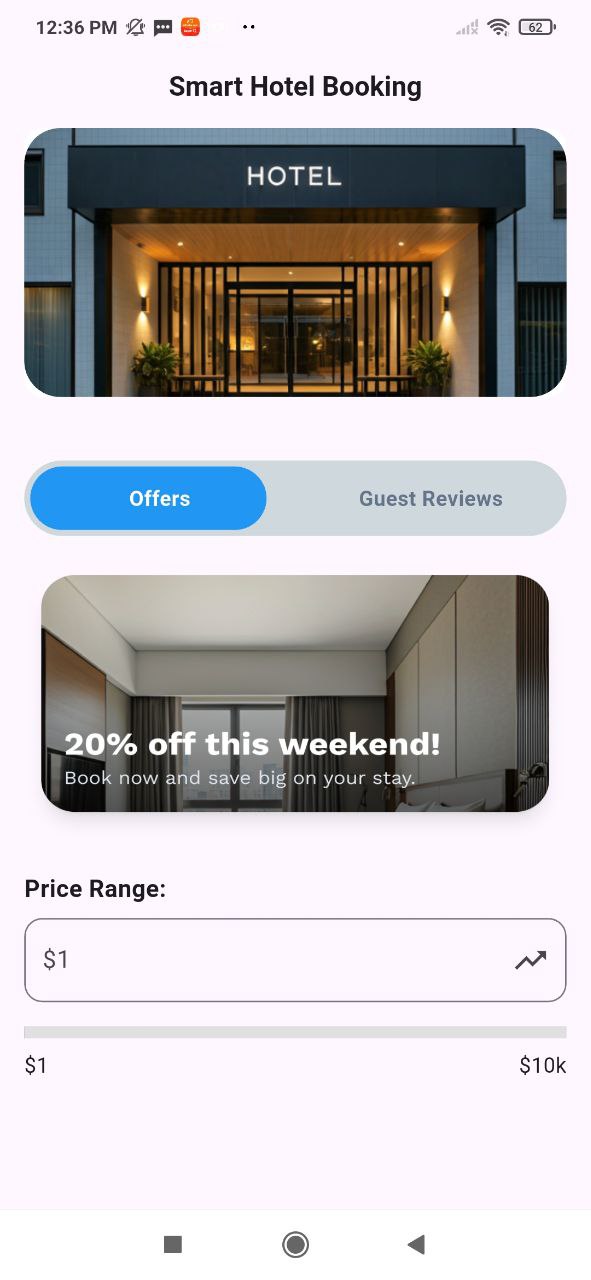 12:36 PM
62
Smart Hotel Booking
HOTEL
Offers
Guest Reviews
20% off this weekend!
Book now and save big on your stay.
Price Range:
$1
$1
$10k